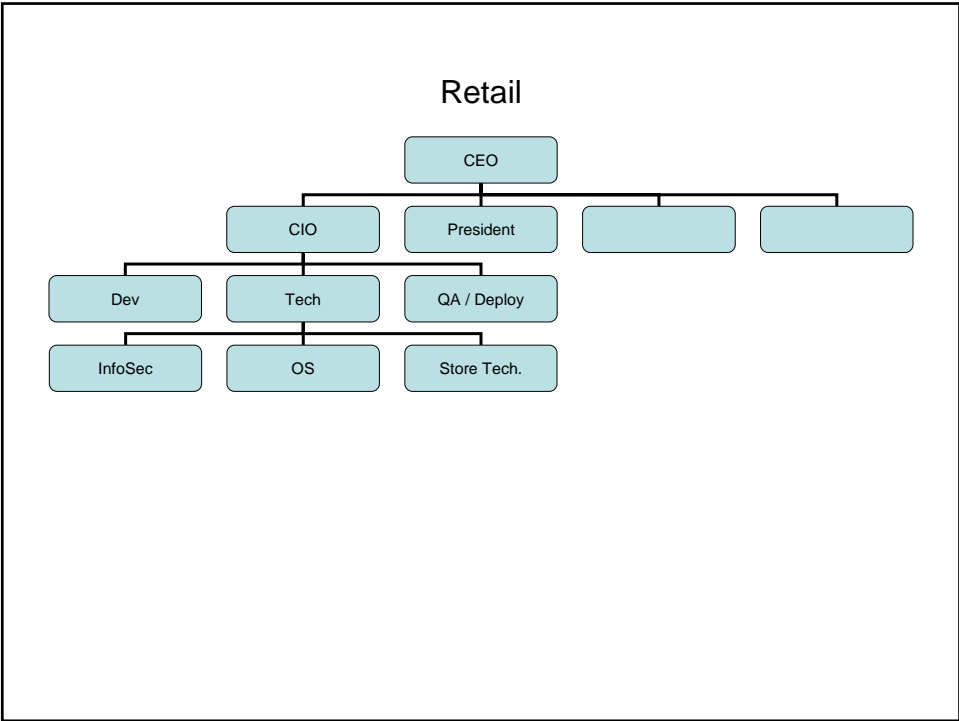 Retail
CEO
CIO
President
Dev
Tech
QA / Deploy
InfoSec
OS
Store Tech.